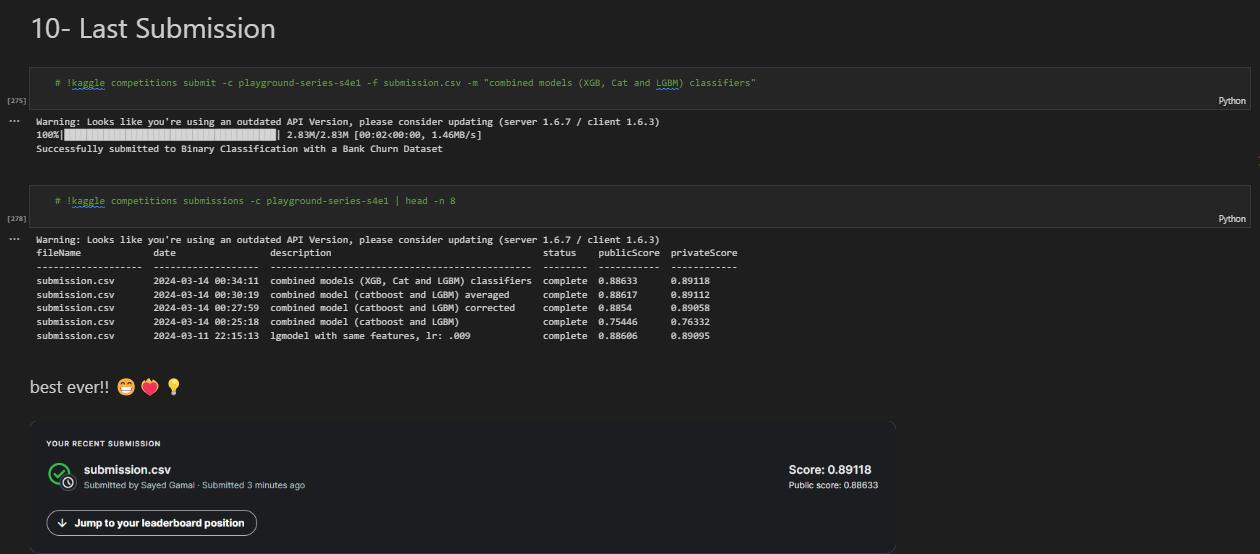 10- Last Submission
# !kaggle competitions submit -c playground-series-s4e1 -f submission.csv -m "combined models (XGB, Cat and LGBM) classifiers"
[275]
Python
... Warning: Looks like you're using an outdated API Version, please consider updating (server 1.6.7 / client 1.6.3)
100%|████████████████████████████████████████| 2.83M/2.83M [00:02<00:00, 1.46MB/s]
Successfully submitted to Binary Classification with a Bank Churn Dataset
# !kaggle competitions submissions -c playground-series-s4e1 | head -n 8
[278]
Python
... Warning: Looks like you're using an outdated API Version, please consider updating (server 1.6.7 / client 1.6.3)
fileName date description status publicScore privateScore
------------------- ------------------- ----------------------------------------------- -------- ----------- ------------
submission.csv 2024-03-14 00:34:11 combined models (XGB, Cat and LGBM) classifiers complete 0.88633 0.89118
submission.csv 2024-03-14 00:30:19 combined model (catboost and LGBM) averaged complete 0.88617 0.89112
submission.csv 2024-03-14 00:27:59 combined model (catboost and LGBM) corrected complete 0.8854 0.89058
submission.csv 2024-03-14 00:25:18 combined model (catboost and LGBM) complete 0.75446 0.76332
submission.csv 2024-03-11 22:15:13 lgmodel with same features, lr: .009 complete 0.88606 0.89095
best ever!! 😁 ❤️‍🔥 💡
YOUR RECENT SUBMISSION
submission.csv
Score: 0.89118
Submitted by Sayed Gamal · Submitted 3 minutes ago
Public score: 0.88633
↓ Jump to your leaderboard position